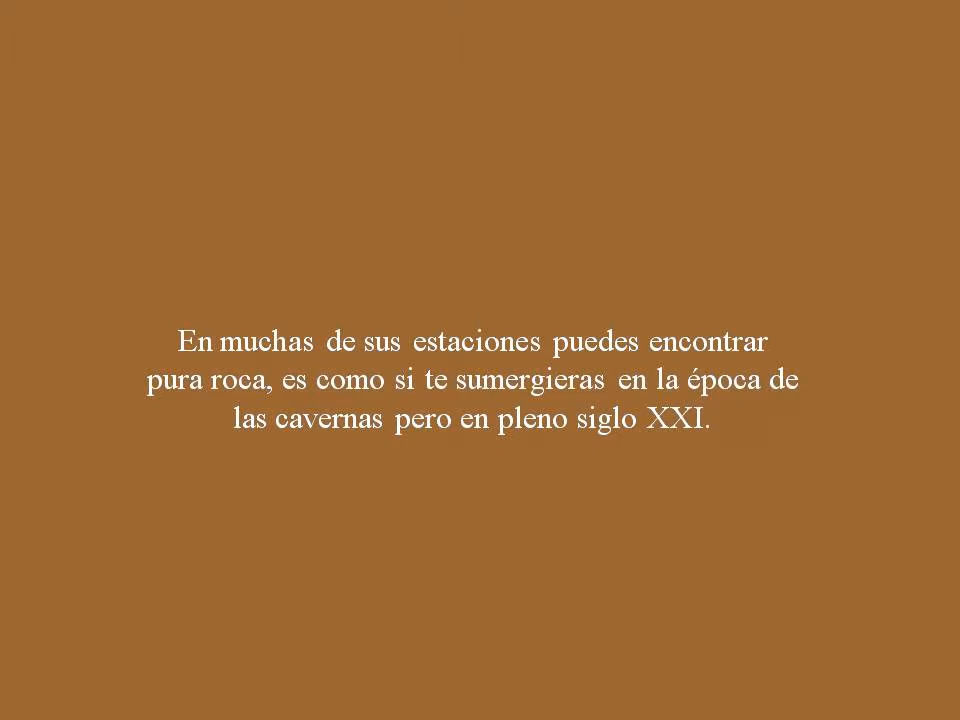 En muchas de sus estaciones puedes encontrar
pura roca, es como si te sumergieras en la época de
las cavernas pero en pleno siglo XXI.